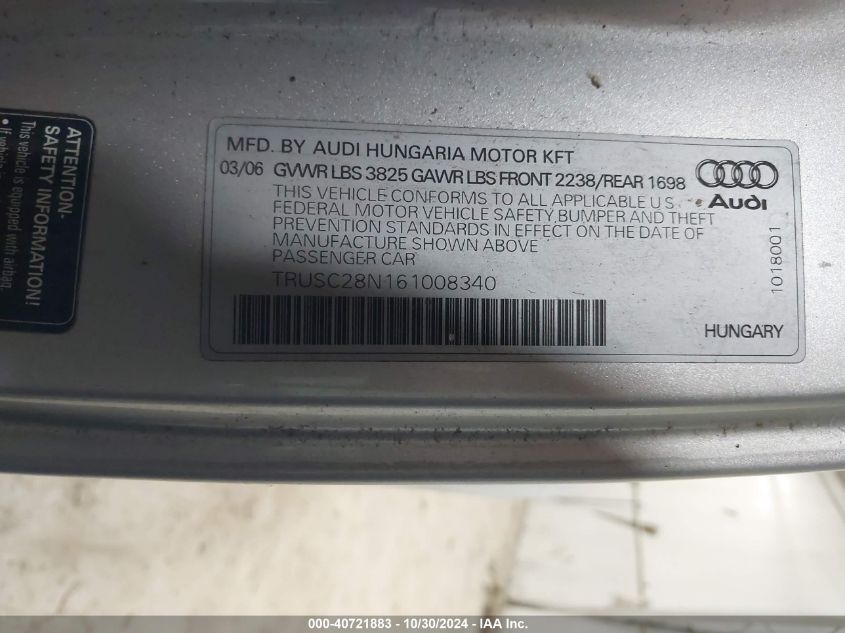 ATTENTION-
SAFETY INFORMATION!
This vehicle is equipped with airbag.
MFD. BY AUDI HUNGARIA MOTOR KFT
03/06 GVWR LBS 3825 GAWR LBS FRONT 2238/REAR 1698
THIS VEHICLE CONFORMS TO ALL APPLICABLE U S
FEDERAL MOTOR VEHICLE SAFETY,BUMPER AND THEFT
PREVENTION STANDARDS IN EFFECT ON THE DATE OF
MANUFACTURE SHOWN ABOVE
PASSENGER CAR
TRUSC28N161008340
Audi
1018001
HUNGARY
000-40721883 - 10/30/2024 - IAA Inc.